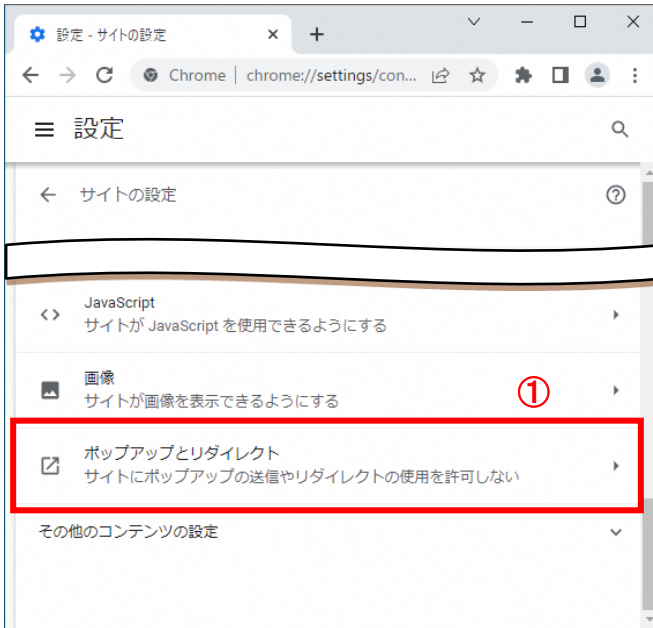 設定 - サイトの設定
Chrome | chrome://settings/con...
設定
サイトの設定
JavaScript
サイトが JavaScript を使用できるようにする
画像
サイトが画像を表示できるようにする
①
ポップアップとリダイレクト
サイトにポップアップの送信やリダイレクトの使用を許可しない
その他のコンテンツの設定